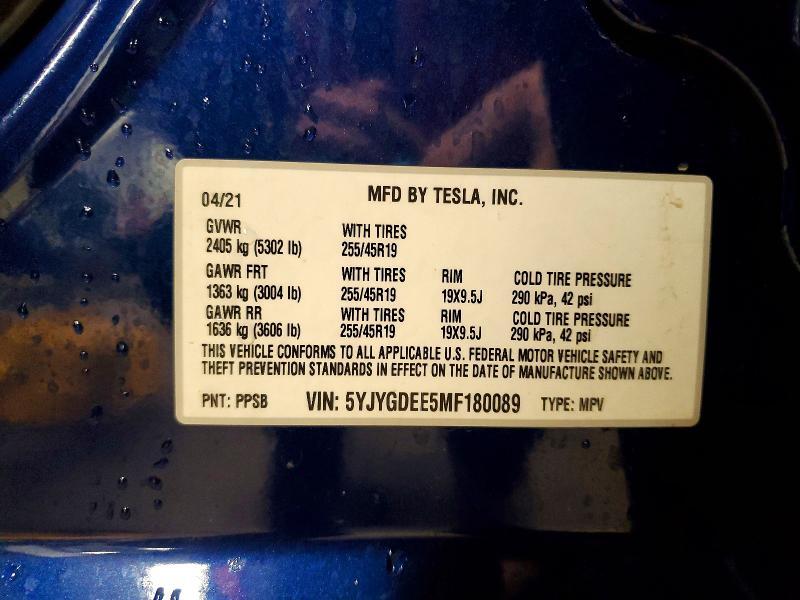 04/21 MFD BY TESLA, INC.
GVWR WITH TIRES
2405 kg (5302 lb) 255/45R19
GAWR FRT WITH TIRES RIM COLD TIRE PRESSURE
1363 kg (3004 lb) 255/45R19 19X9.5J 290 kPa, 42 psi
GAWR RR WITH TIRES RIM COLD TIRE PRESSURE
1636 kg (3606 lb) 255/45R19 19X9.5J 290 kPa, 42 psi
THIS VEHICLE CONFORMS TO ALL APPLICABLE U.S. FEDERAL MOTOR VEHICLE SAFETY AND
THEFT PREVENTION STANDARDS IN EFFECT ON THE DATE OF MANUFACTURE SHOWN ABOVE.
PNT: PPSB VIN: 5YJYGDEE5MF180089 TYPE: MPV